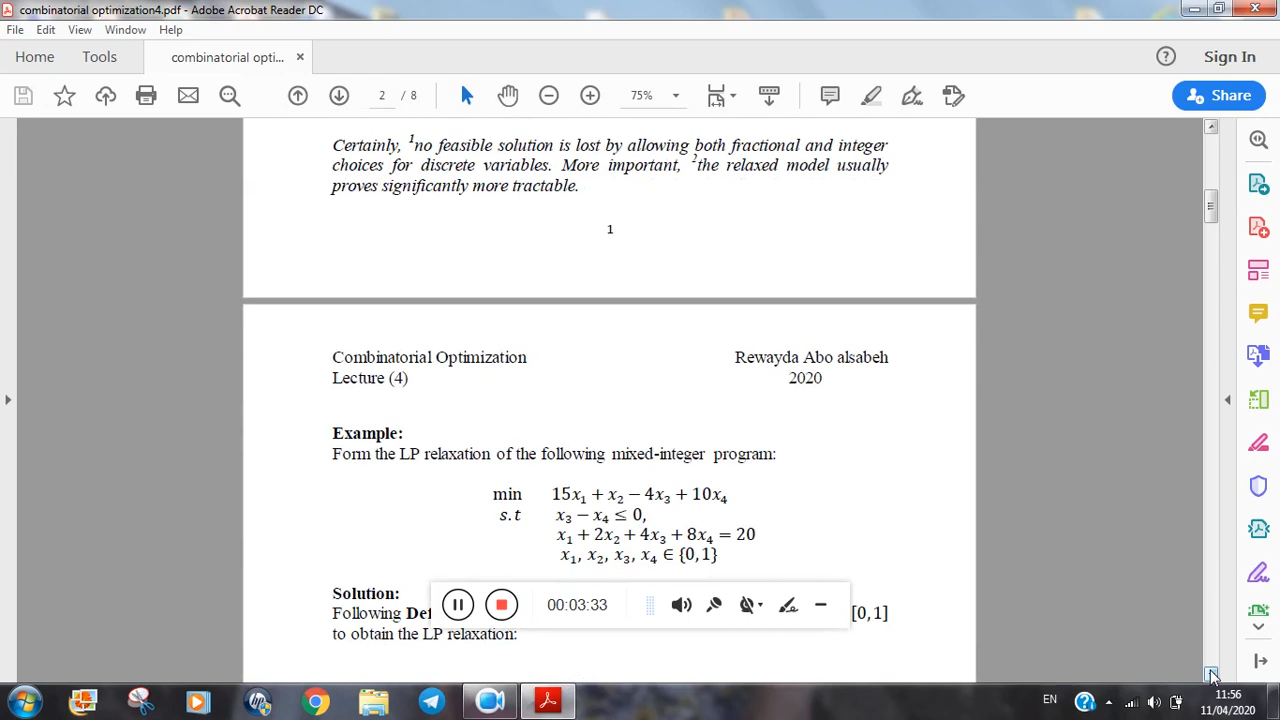 combinatorial optimization4.pdf - Adobe Acrobat Reader DC
File Edit View Window Help
Home Tools combinatorial opti... × Sign In
2 / 8 75% Share
Certainly, ¹no feasible solution is lost by allowing both fractional and integer
choices for discrete variables. More important, ²the relaxed model usually
proves significantly more tractable.
1
Combinatorial Optimization Rewayda Abo alsabeh
Lecture (4) 2020
Example:
Form the LP relaxation of the following mixed-integer program:
min 15x₁ + x₂ − 4x₃ + 10x₄
s.t x₃ − x₄ ≤ 0,
x₁ + 2x₂ + 4x₃ + 8x₄ = 20
x₁, x₂, x₃, x₄ ∈ {0, 1}
Solution:
Following Def [0, 1]
to obtain the LP relaxation:
00:03:33
EN 11:56
11/04/2020